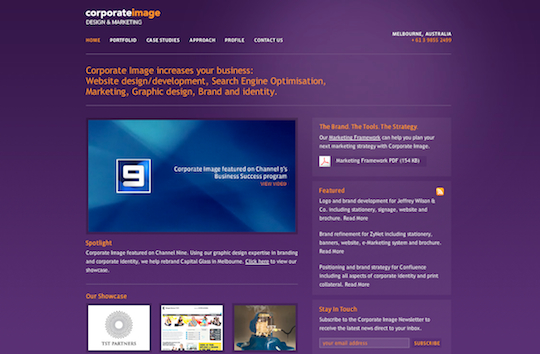 corporateimage
DESIGN & MARKETING
HOME PORTFOLIO CASE STUDIES APPROACH PROFILE CONTACT US
MELBOURNE, AUSTRALIA
+ 61 3 9855 2499
Corporate Image increases your business:
Website design/development, Search Engine Optimisation,
Marketing, Graphic design, Brand and identity.
9
Corporate Image featured on Channel 9's
Business Success program
VIEW VIDEO
Spotlight
Corporate Image featured on Channel Nine. Using our graphic design expertise in branding
and corporate identity, we help rebrand Capital Glass in Melbourne. Click here to view our
showcase.
Our Showcase
TST PARTNERS
The Brand. The Tools. The Strategy.
Our Marketing Framework can help you plan your
next marketing strategy with Corporate Image.
Marketing Framework PDF (154 KB)
Featured
Logo and brand development for Jeffrey Wilson &
Co. including stationery, signage, website and
brochure. Read More
Brand refinement for ZyNet including stationery,
banners, website, e-Marketing system and brochure.
Read More
Positioning and brand strategy for Confluence
including all aspects of corporate identity and print
collateral. Read More
Stay in Touch
Subscribe to the Corporate Image Newsletter to
receive the latest news direct to your inbox.
your email address SUBSCRIBE